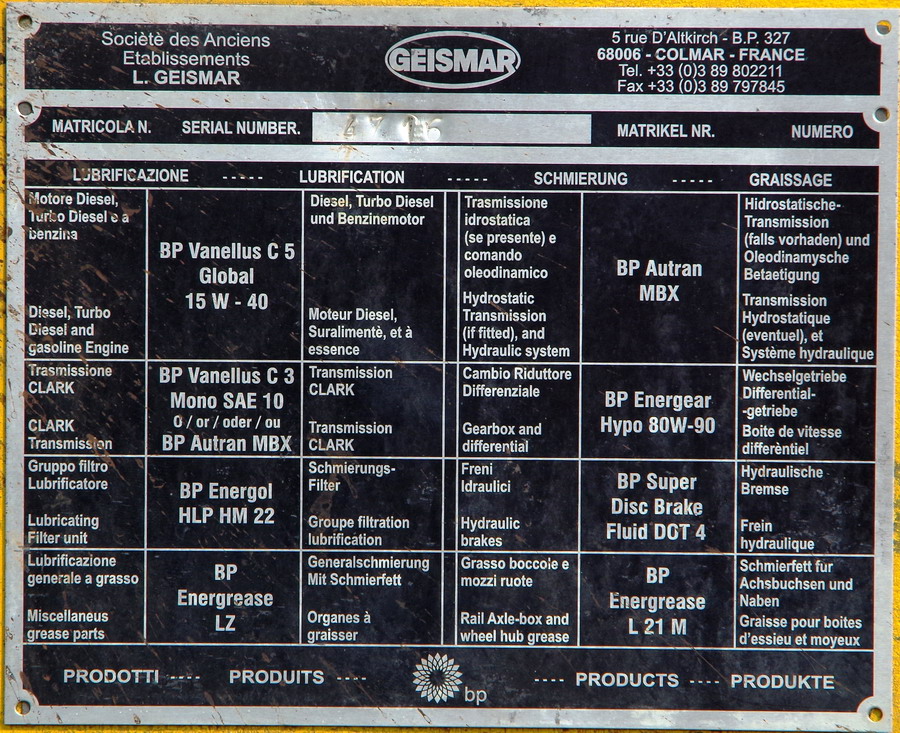 Sociètè des Anciens
Etablissements
L. GEISMAR
GEISMAR
5 rue D'Altkirch - B.P. 327
68006 - COLMAR - FRANCE
Tel. +33 (0)3 89 802211
Fax +33 (0)3 89 797845
MATRICOLA N. SERIAL NUMBER. MATRIKEL NR. NUMERO
LUBRIFICAZIONE ----- LUBRIFICATION ----- SCHMIERUNG ----- GRAISSAGE
Motore Diesel,
Turbo Diesel e a
benzina
Diesel, Turbo
Diesel and
gasoline Engine
BP Vanellus C 5
Global
15 W - 40
Diesel, Turbo Diesel
und Benzinemotor
Moteur Diesel,
Suralimentè, et à
essence
Trasmissione
idrostatica
(se presente) e
comando
oleodinamico
Hydrostatic
Transmission
(if fitted), and
Hydraulic system
BP Autran
MBX
Hidrostatische-
Transmission
(falls vorhaden) und
Oleodinamysche
Betaetigung
Transmission
Hydrostatique
(eventuel), et
Système hydraulique
Trasmissione
CLARK
CLARK
Transmission
BP Vanellus C 3
Mono SAE 10
O / or / oder / ou
BP Autran MBX
Transmission
CLARK
Transmission
CLARK
Cambio Riduttore
Differenziale
Gearbox and
differential
BP Energear
Hypo 80W-90
Wechselgetriebe
Differential-
-getriebe
Boite de vitesse
differèntiel
Gruppo filtro
Lubrificatore
Lubricating
Filter unit
BP Energol
HLP HM 22
Schmierungs-
Filter
Groupe filtration
lubrification
Freni
Idraulici
Hydraulic
brakes
BP Super
Disc Brake
Fluid DOT 4
Hydraulische
Bremse
Frein
hydraulique
Lubrificazione
generale a grasso
Miscellaneus
grease parts
BP
Energrease
LZ
Generalschmierung
Mit Schmierfett
Organes à
graisser
Grasso boccole e
mozzi ruote
Rail Axle-box and
wheel hub grease
BP
Energrease
L 21 M
Schmierfett fur
Achsbuchsen und
Naben
Graisse pour boites
d'essieu et moyeux
PRODOTTI ---- PRODUITS ---- bp ---- PRODUCTS ---- PRODUKTE